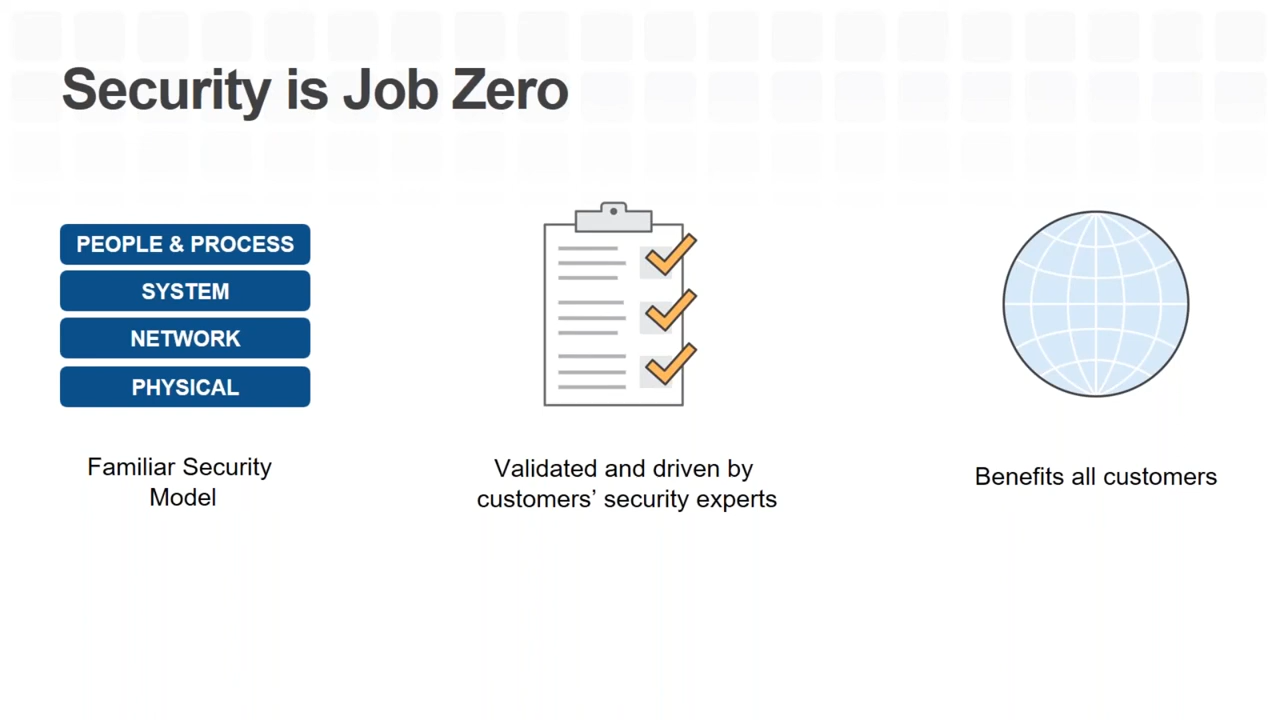 Security is Job Zero
PEOPLE & PROCESS
SYSTEM
NETWORK
PHYSICAL
Familiar Security
Model
Validated and driven by
customers’ security experts
Benefits all customers